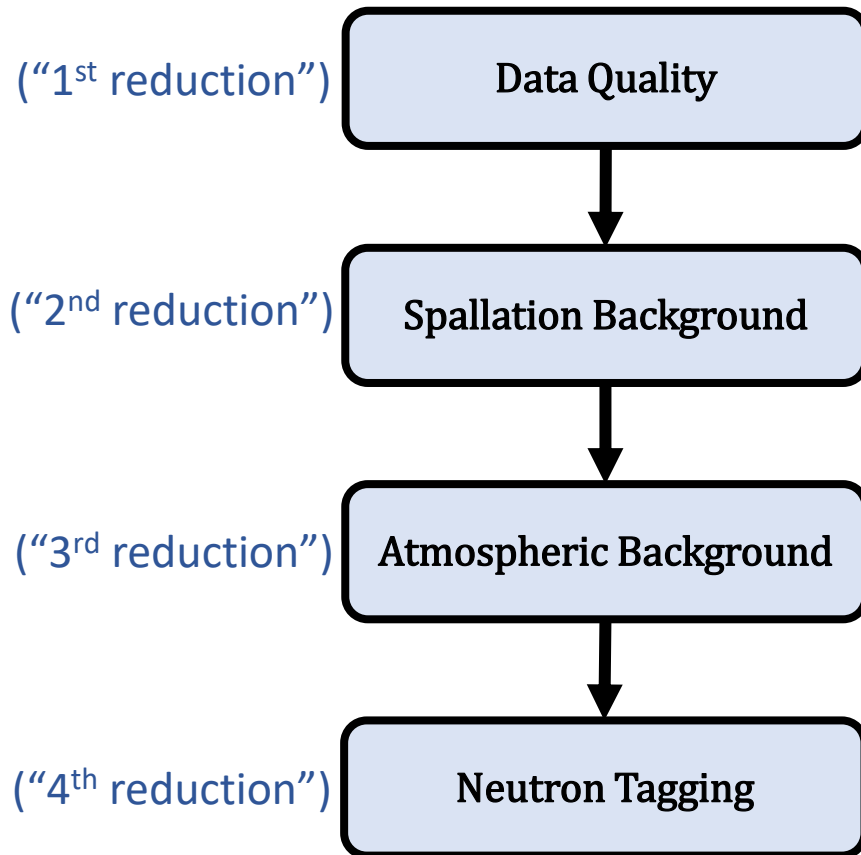 (“1st reduction”) Data Quality
(“2nd reduction”) Spallation Background
(“3rd reduction”) Atmospheric Background
(“4th reduction”) Neutron Tagging